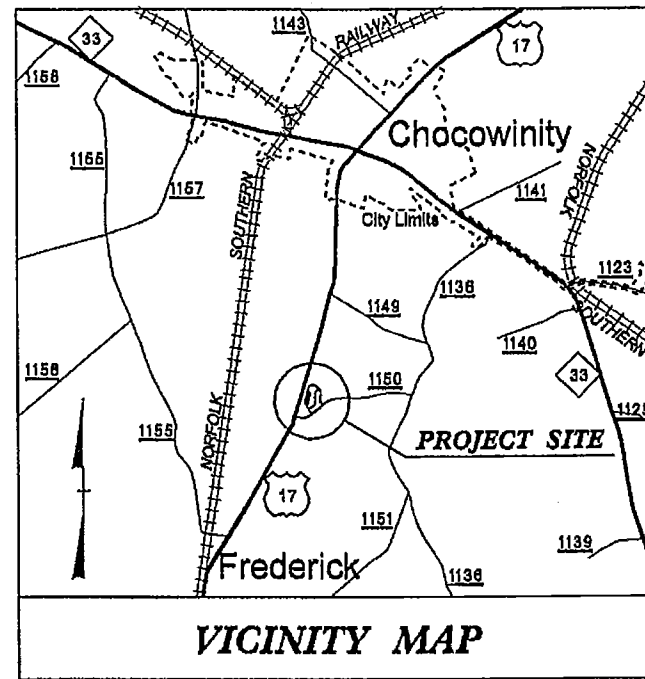 33
1158
1143
RAILWAY
17
Chocowinity
1155
1157
SOUTHERN
City Limits
NORFOLK
1141
1136
1123
SOUTHERN
1149
1140
33
1156
1150
1155
NORFOLK
PROJECT SITE
17
1151
1139
Frederick
1136
VICINITY MAP